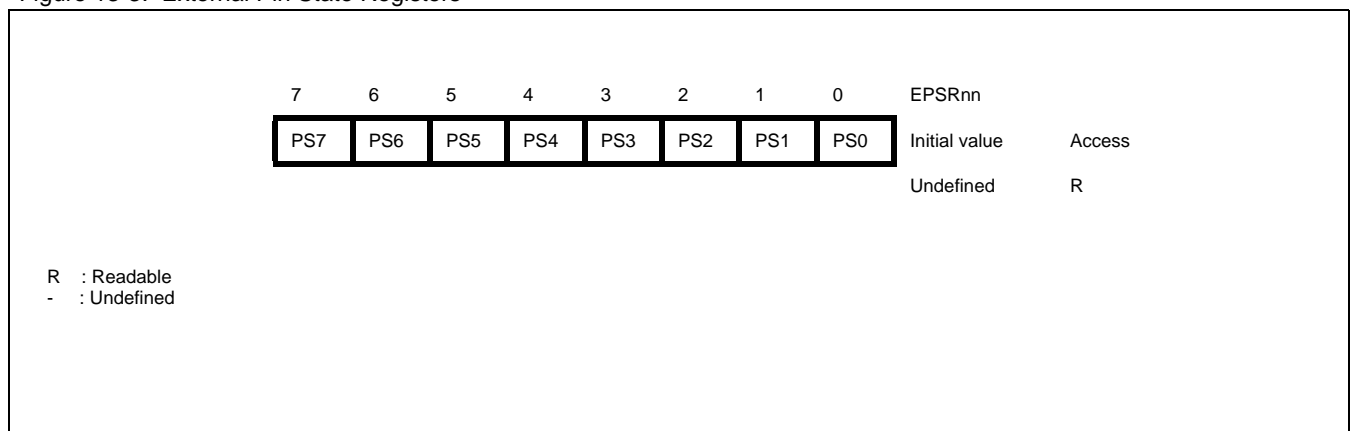 7 6 5 4 3 2 1 0 EPSRnn
PS7 PS6 PS5 PS4 PS3 PS2 PS1 PS0 Initial value Access
Undefined R
R : Readable
- : Undefined